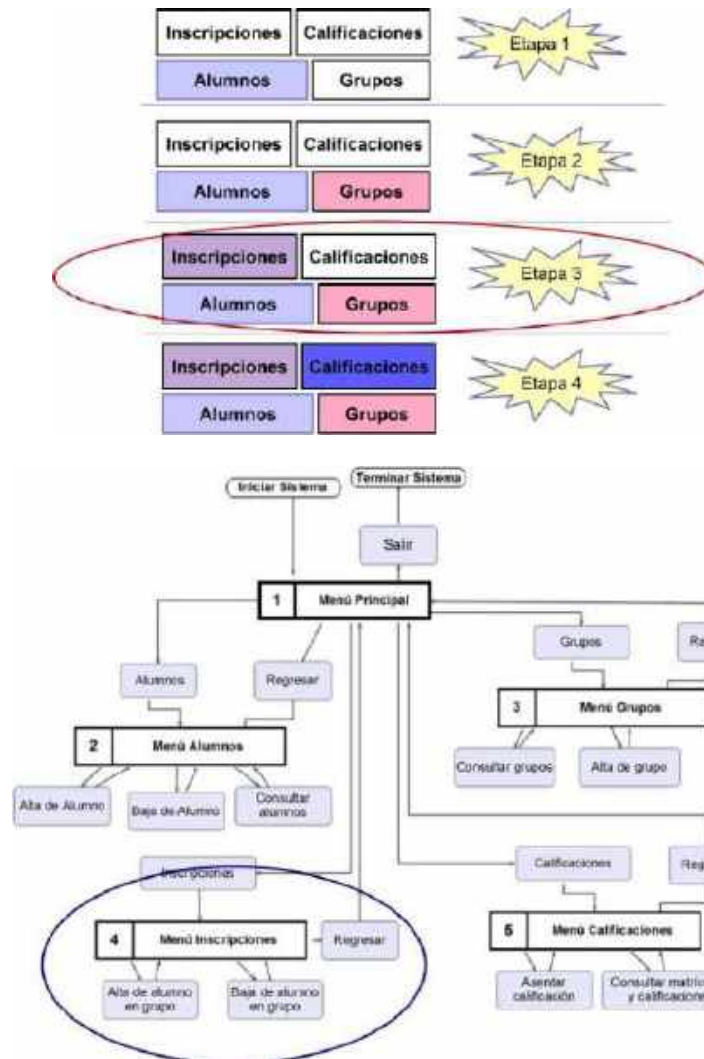 Inscripciones Calificaciones
Etapa 1
Alumnos Grupos
Inscripciones Calificaciones
Etapa 2
Alumnos Grupos
Inscripciones Calificaciones
Etapa 3
Alumnos Grupos
Inscripciones Calificaciones
Etapa 4
Alumnos Grupos
Iniciar Sistema
Terminar Sistema
Salir
1 Menú Principal
Alumnos
Regresar
Grupos
2 Menú Alumnos
3 Menú Grupos
Alta de Alumno
Baja de Alumno
Consultar
alumnos
Consultar grupos
Alta de grupo
Inscripciones
Calificaciones
4 Menú Inscripciones
Regresar
5 Menú Calificaciones
Alta de alumno
en grupo
Baja de alumno
en grupo
Asentar
calificación
Consultar
y